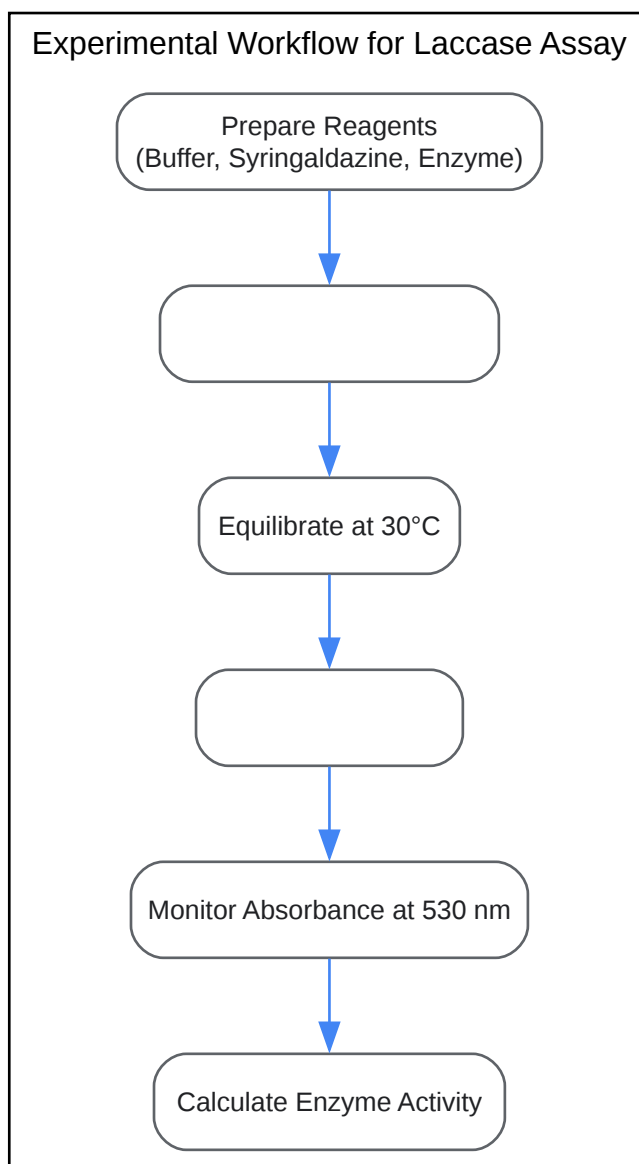 Experimental Workflow for Laccase Assay
Prepare Reagents
(Buffer, Syringaldazine, Enzyme)
Equilibrate at 30°C
Monitor Absorbance at 530 nm
Calculate Enzyme Activity